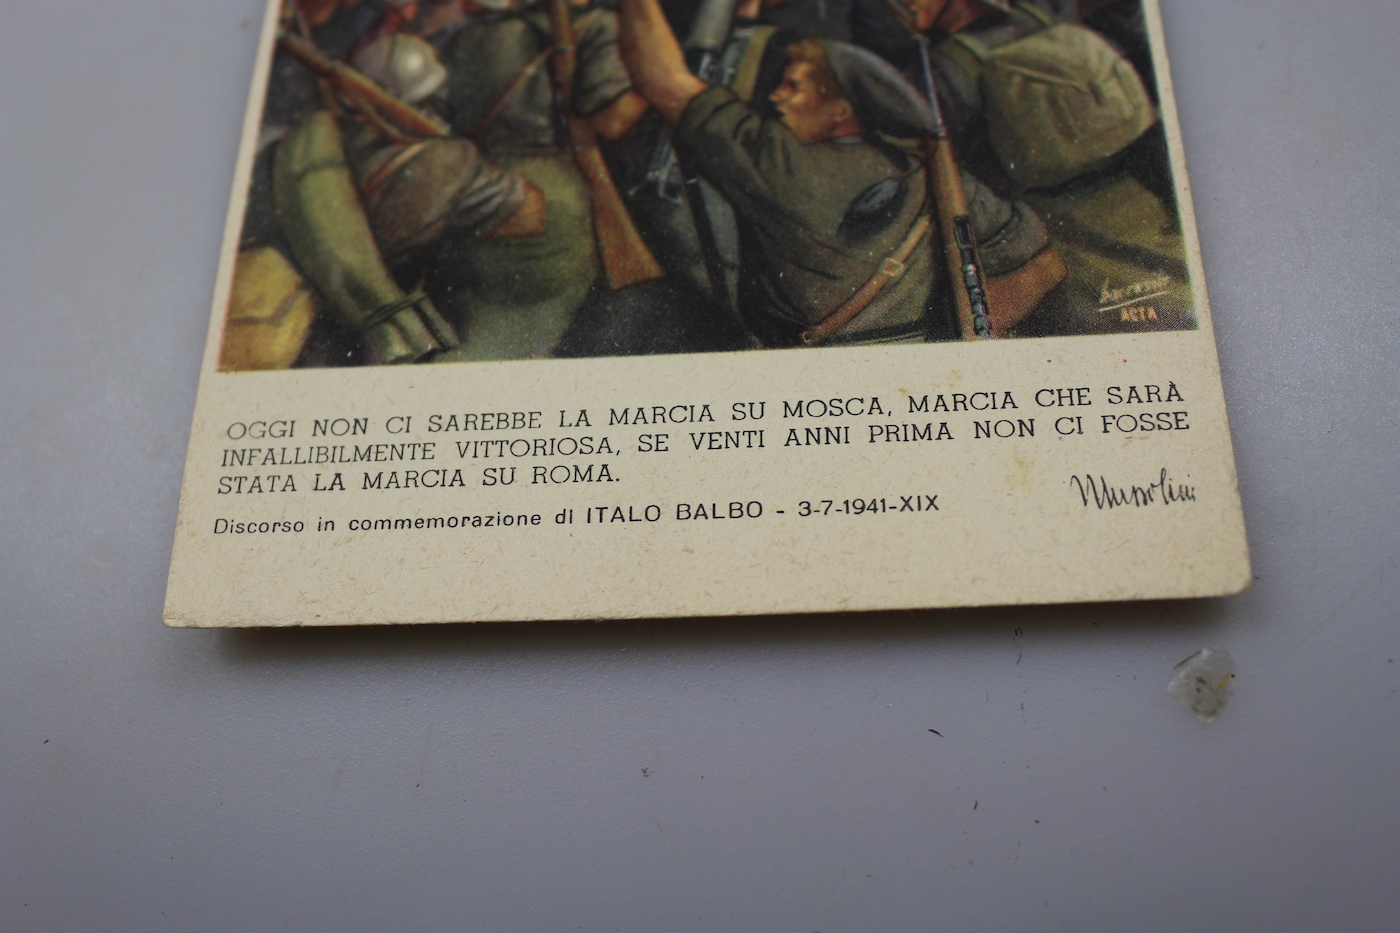 ACTA
OGGI NON CI SAREBBE LA MARCIA SU MOSCA, MARCIA CHE SARÀ
INFALLIBILMENTE VITTORIOSA, SE VENTI ANNI PRIMA NON CI FOSSE
STATA LA MARCIA SU ROMA.
Mussolini
Discorso in commemorazione di ITALO BALBO - 3-7-1941-XIX